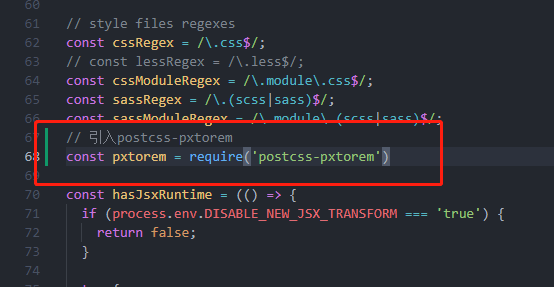 60
61 // style files regexes
62 const cssRegex = /\.css$/;
63 // const lessRegex = /\.less$/;
64 const cssModuleRegex = /\.module\.css$/;
65 const sassRegex = /\.(scss|sass)$/;
66 const sassModuleRegex = /\.module\.(scss|sass)$/;
67 // 引入postcss-pxtorem
68 const pxtorem = require('postcss-pxtorem')
69
70 const hasJsxRuntime = (() => {
71 if (process.env.DISABLE_NEW_JSX_TRANSFORM === 'true') {
72 return false;
73 }
74